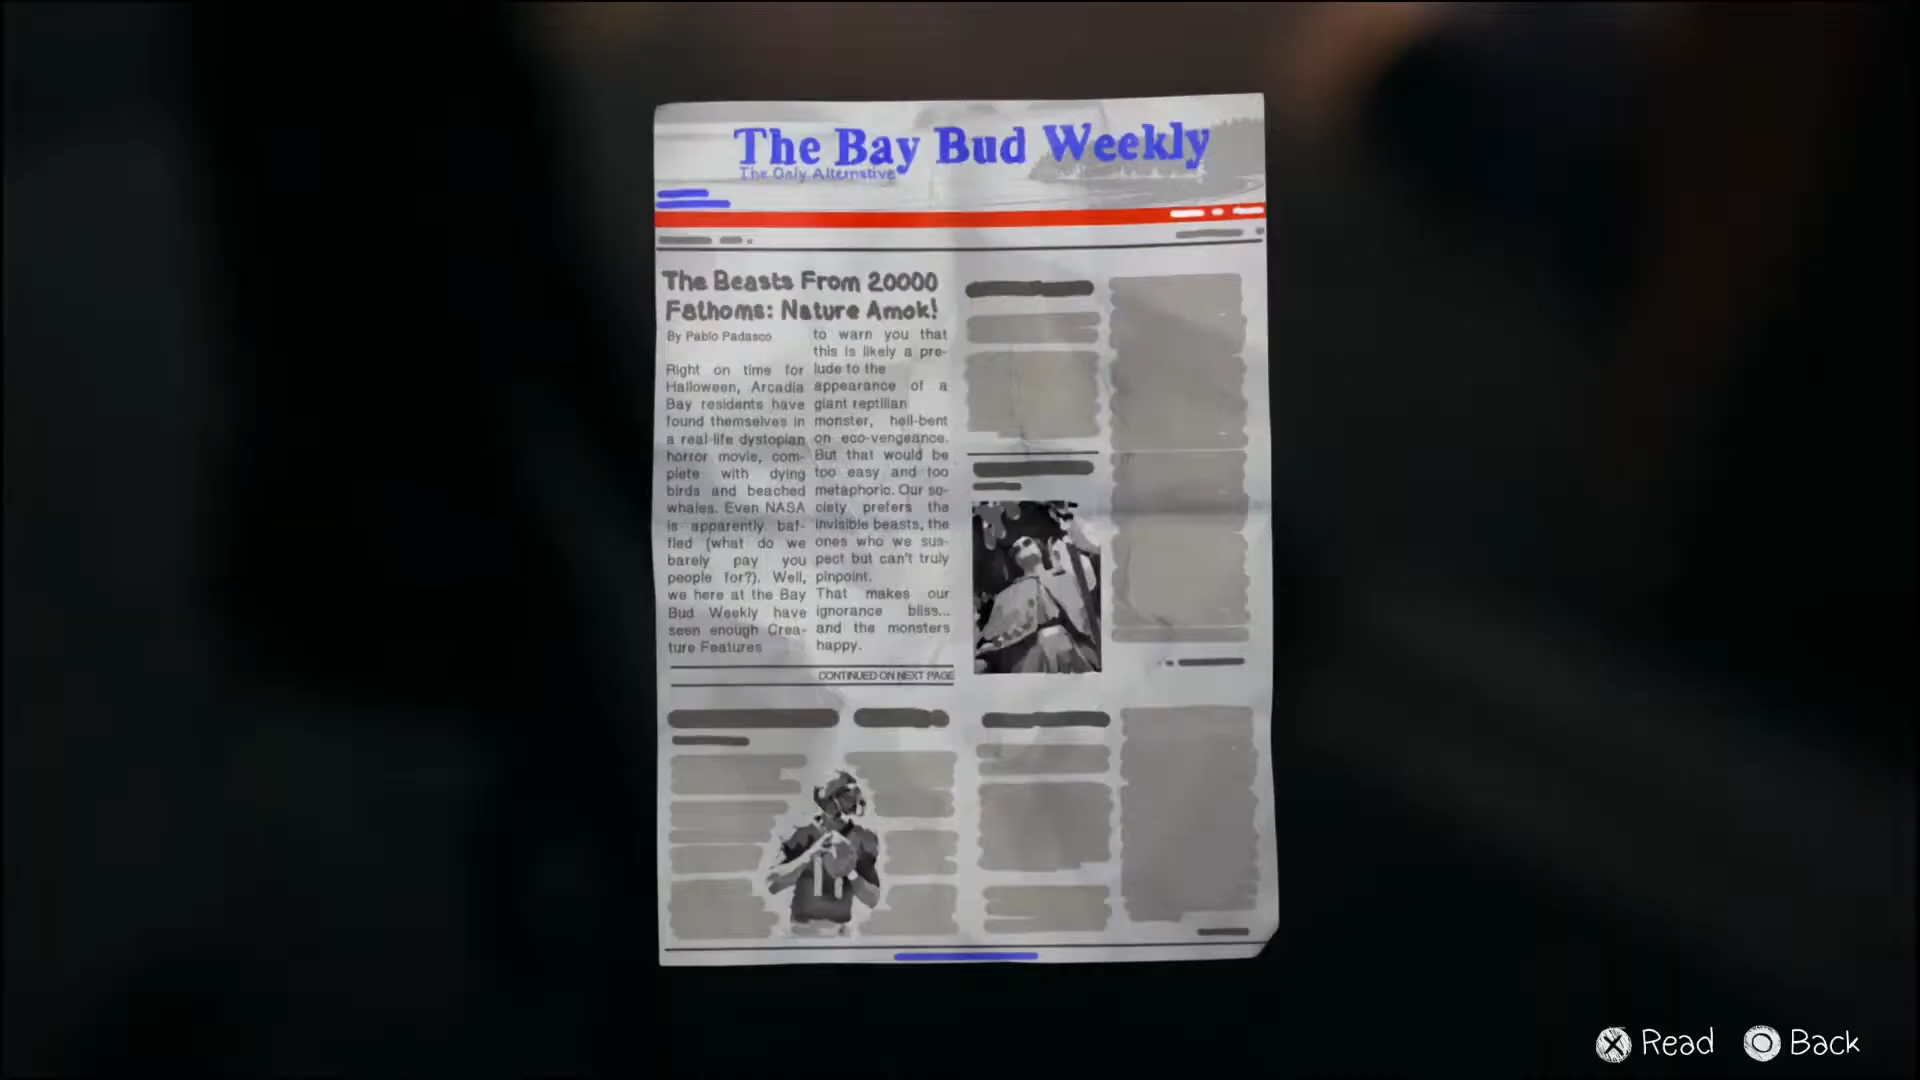 The Bay Bud Weekly
The Only Alternative
The Beasts From 20000
Fathoms: Nature Amok!
By Pablo Padasco
Right on time for
Halloween, Arcadia
Bay residents have
found themselves in
a real-life dystopian
horror movie, com-
plete with dying
birds and beached
whales. Even NASA
is apparently baf-
fled (what do we
barely pay you
people for?). Well,
we here at the Bay
Bud Weekly have
seen enough Crea-
ture Features
to warn you that
this is likely a pre-
lude to the
appearance of a
giant reptilian
monster, hell-bent
on eco-vengeance.
But that would be
too easy and too
metaphoric. Our so-
ciety prefers the
invisible beasts, the
ones who we sus-
pect but can't truly
pinpoint.
That makes our
ignorance bliss...
and the monsters
happy.
CONTINUED ON NEXT PAGE
11
Read
Back